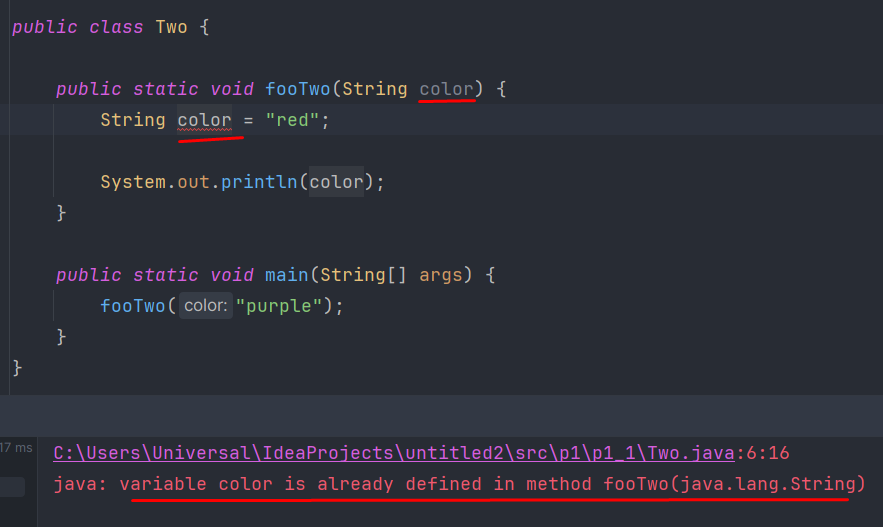 public class Two {
public static void fooTwo(String color) {
String color = "red";
System.out.println(color);
}
public static void main(String[] args) {
fooTwo( color: "purple");
}
}
17 ms
C:\Users\Universal\IdeaProjects\untitled2\src\p1\p1_1\Two.java:6:16
java: variable color is already defined in method fooTwo(java.lang.String)